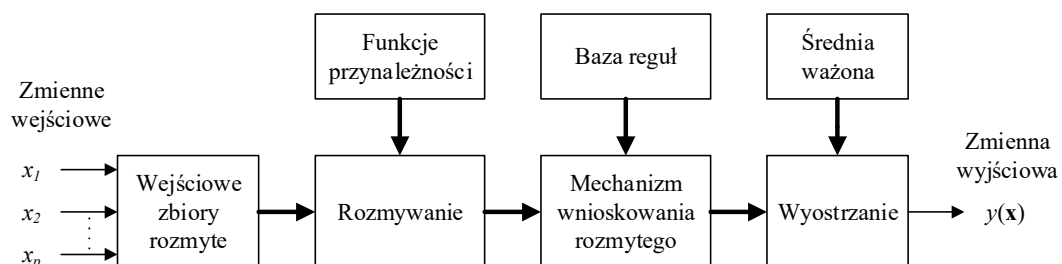 Funkcje
przynależności
Baza reguł
Średnia
ważona
Zmienne
wejściowe
Zmienna
wyjściowa
x1
x2
xn
Wejściowe
zbiory
rozmyte
Rozmywanie
Mechanizm
wnioskowania
rozmytego
Wyostrzanie
y(x)